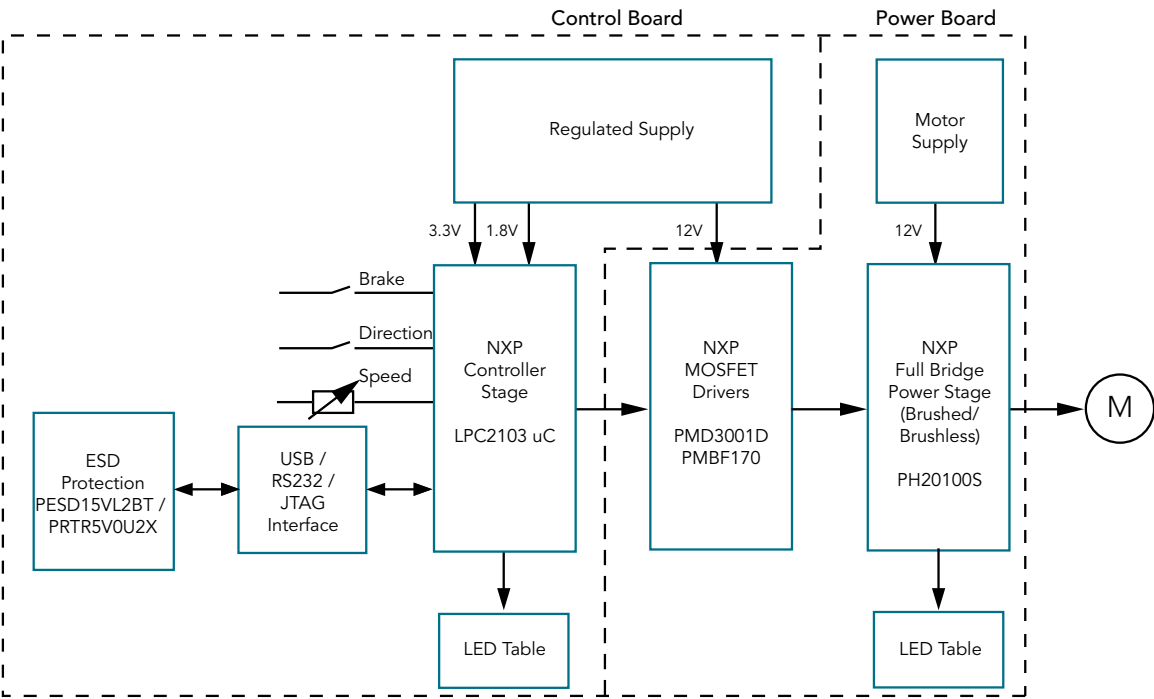 Control Board
Power Board
Regulated Supply
Motor
Supply
3.3V
1.8V
12V
12V
Brake
Direction
Speed
NXP
Controller
Stage
LPC2103 uC
NXP
MOSFET
Drivers
PMD3001D
PMBF170
NXP
Full Bridge
Power Stage
(Brushed/
Brushless)
PH20100S
M
ESD
Protection
PESD15VL2BT /
PRTR5V0U2X
USB /
RS232 /
JTAG
Interface
LED Table
LED Table